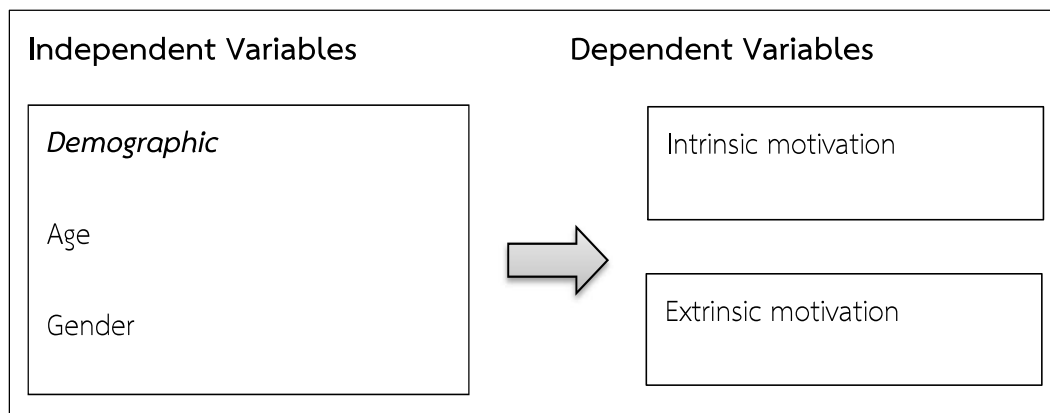 Independent Variables
Dependent Variables
Demographic
Age
Gender
Intrinsic motivation
Extrinsic motivation